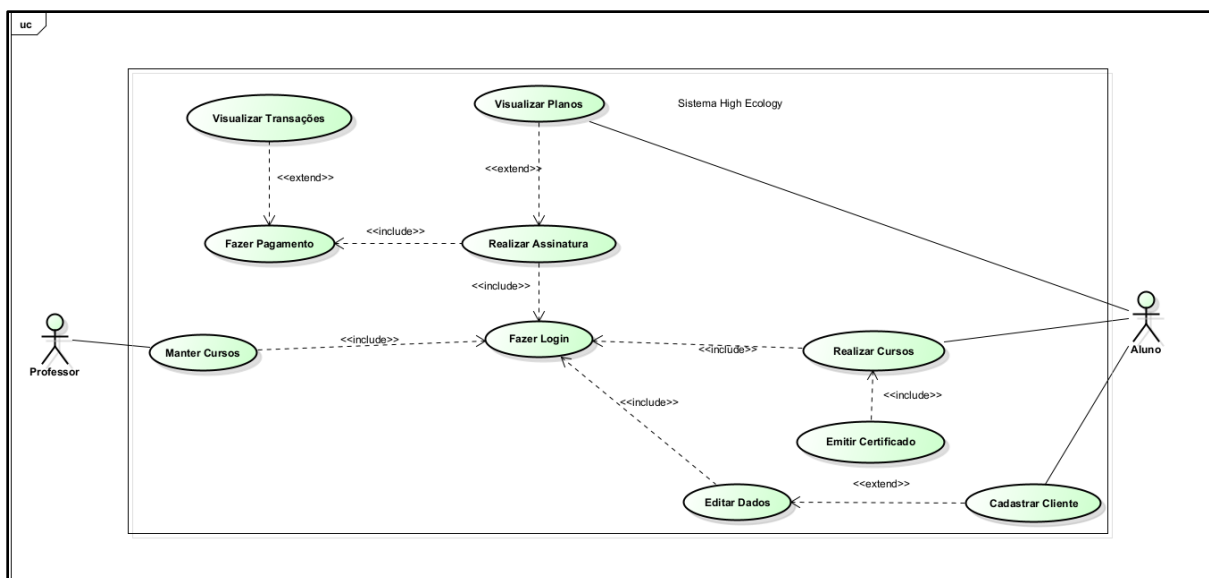 uc
Sistema High Ecology
Visualizar Planos
Visualizar Transações
<<extend>>
<<extend>>
Fazer Pagamento
<<include>>
Realizar Assinatura
<<include>>
Professor
Manter Cursos
<<include>>
Fazer Login
<<include>>
Realizar Cursos
Aluno
<<include>>
<<include>>
Emitir Certificado
<<extend>>
Editar Dados
Cadastrar Cliente